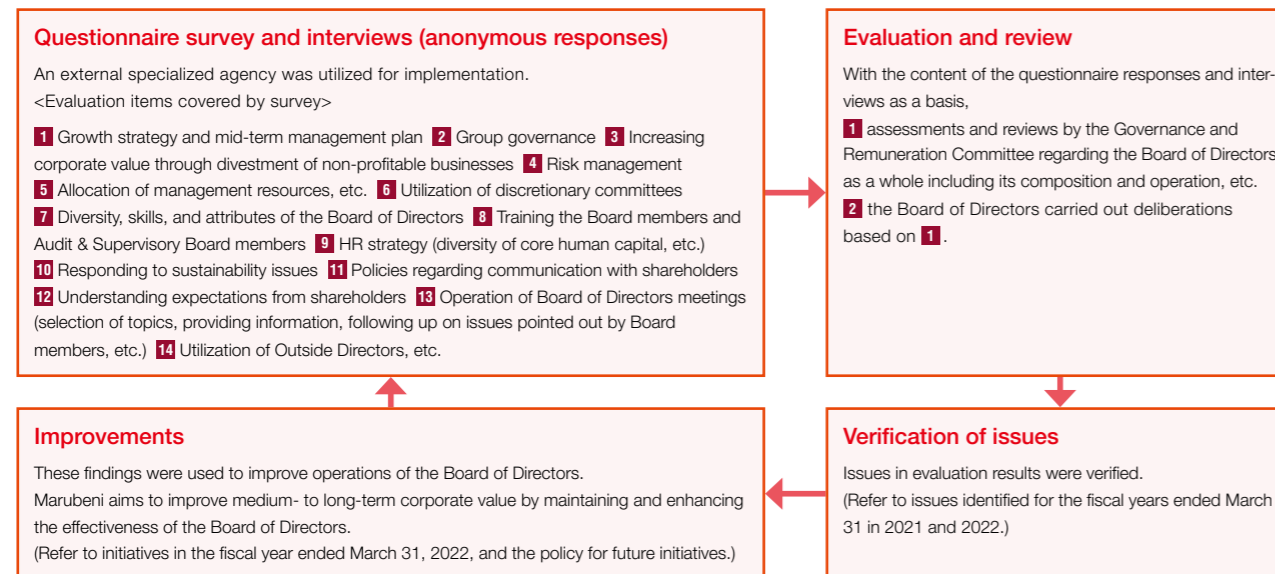 Questionnaire survey and interviews (anonymous responses)
An external specialized agency was utilized for implementation.
<Evaluation items covered by survey>
1 Growth strategy and mid-term management plan 2 Group governance 3 Increasing
corporate value through divestment of non-profitable businesses 4 Risk management
5 Allocation of management resources, etc. 6 Utilization of discretionary committees
7 Diversity, skills, and attributes of the Board of Directors 8 Training the Board members and
Audit & Supervisory Board members 9 HR strategy (diversity of core human capital, etc.)
10 Responding to sustainability issues 11 Policies regarding communication with shareholders
12 Understanding expectations from shareholders 13 Operation of Board of Directors meetings
(selection of topics, providing information, following up on issues pointed out by Board
members, etc.) 14 Utilization of Outside Directors, etc.
Evaluation and review
With the content of the questionnaire responses and inter-
views as a basis,
1 assessments and reviews by the Governance and
Remuneration Committee regarding the Board of Directors
as a whole including its composition and operation, etc.
2 the Board of Directors carried out deliberations
based on 1.
Verification of issues
Issues in evaluation results were verified.
(Refer to issues identified for the fiscal years ended March
31 in 2021 and 2022.)
Improvements
These findings were used to improve operations of the Board of Directors.
Marubeni aims to improve medium- to long-term corporate value by maintaining and enhancing
the effectiveness of the Board of Directors.
(Refer to initiatives in the fiscal year ended March 31, 2022, and the policy for future initiatives.)